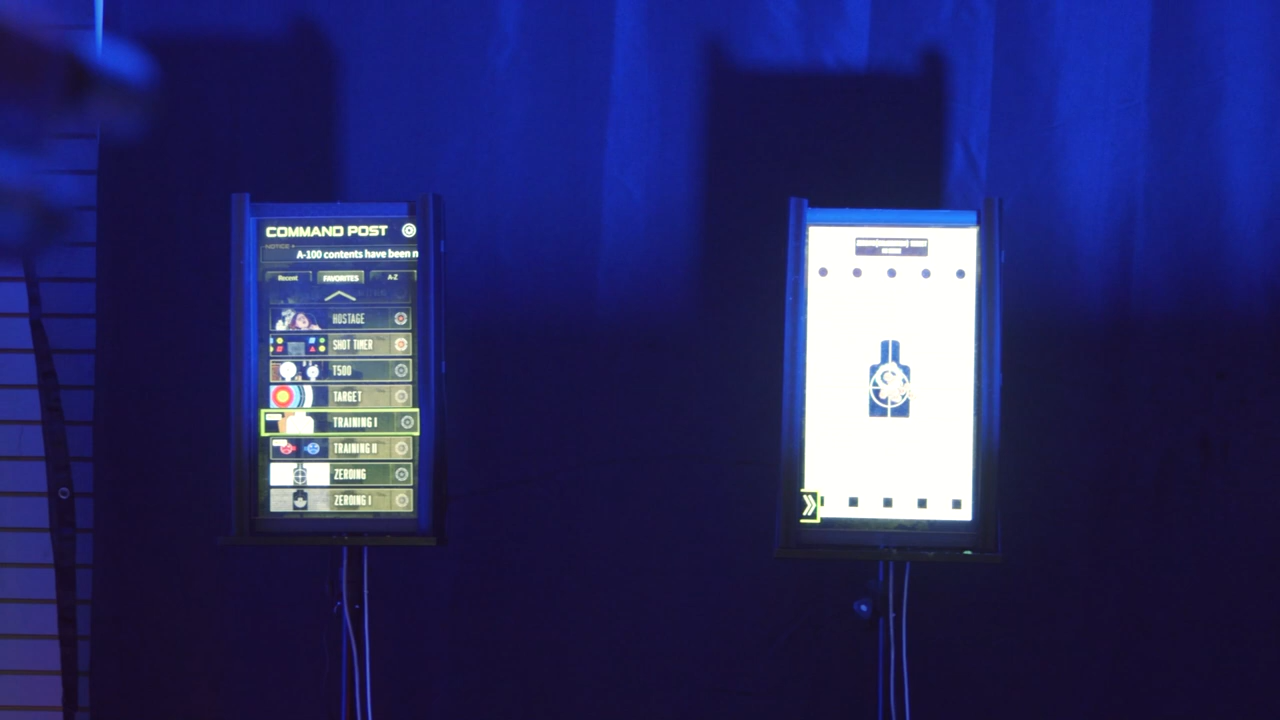 COMMAND POST
NOTICE
A-100 contents have been n
Recent
FAVORITES
A-Z
HOSTAGE
SHOT TIMER
T500
TARGET
TRAINING I
TRAINING II
ZEROING
ZEROING I